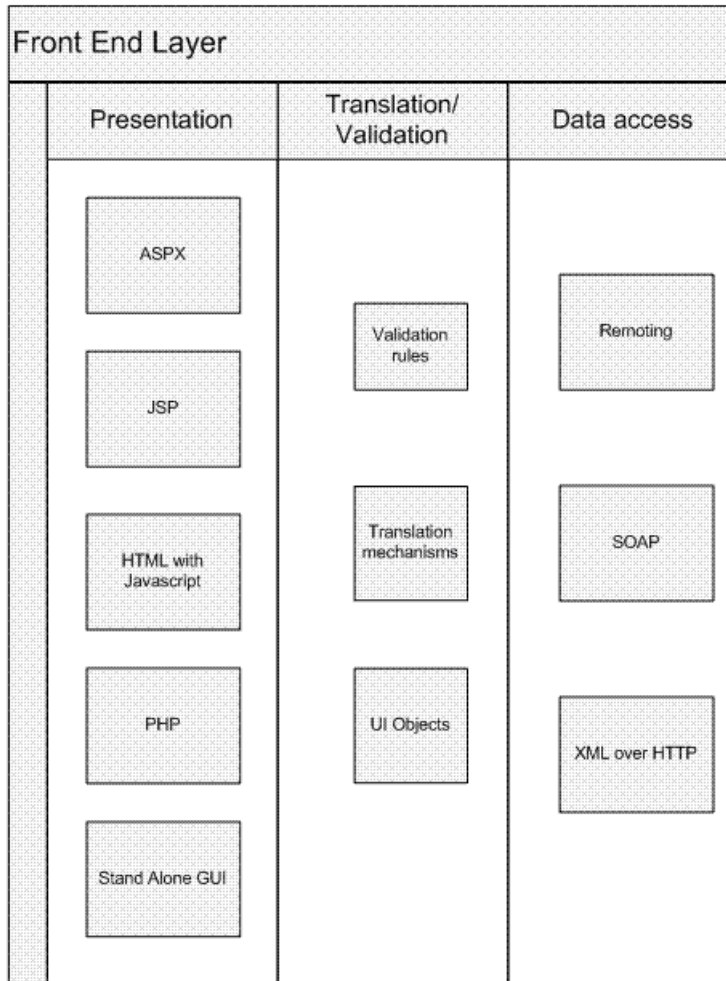 Front End Layer
Presentation
Translation/
Validation
Data access
ASPX
JSP
HTML with
Javascript
PHP
Stand Alone GUI
Validation
rules
Translation
mechanisms
UI Objects
Remoting
SOAP
XML over HTTP